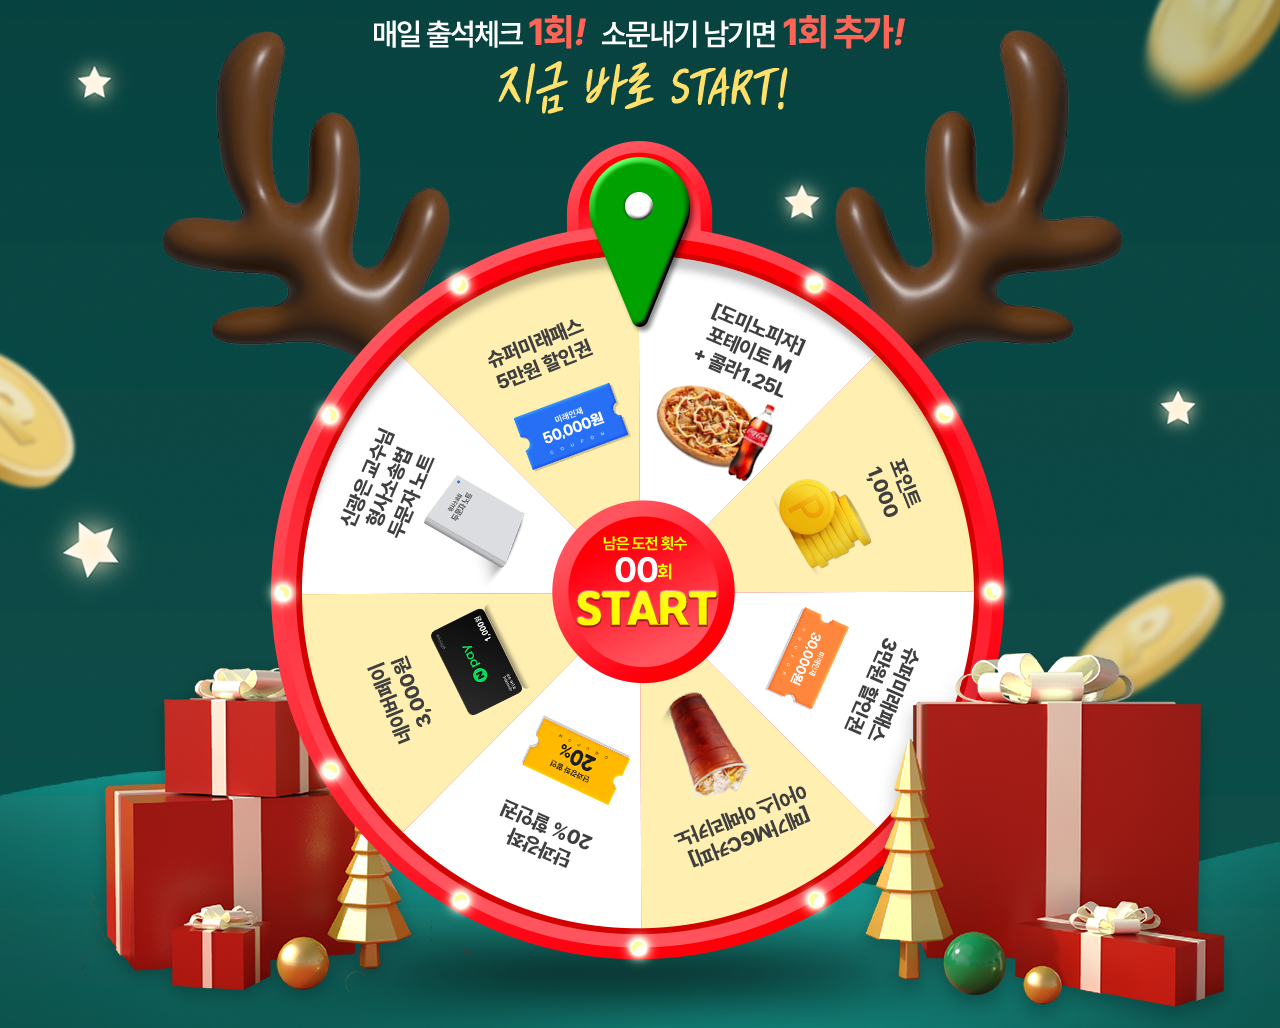 매일 출석체크 1회! 소문내기 남기면 1회 추가!
지금 바로 START!
[도미노피자]
포테이토 M
+ 콜라1.25L
Coca-Cola
포인트
1,000
슈퍼미래패스
3만원 할인권
미래인재
30,000원
COUPON
[메가MGC커피]
아이스 아메리카노
단과강좌
20% 할인권
단과강좌 할인
20%
COUPON
네이버페이
3,000원
N pay
1,000원
신광은 교수님
형사소송법
두문자 노트
두문자 노트
슈퍼미래패스
5만원 할인권
미래인재
50,000원
COUPON
남은 도전 횟수
00회
START